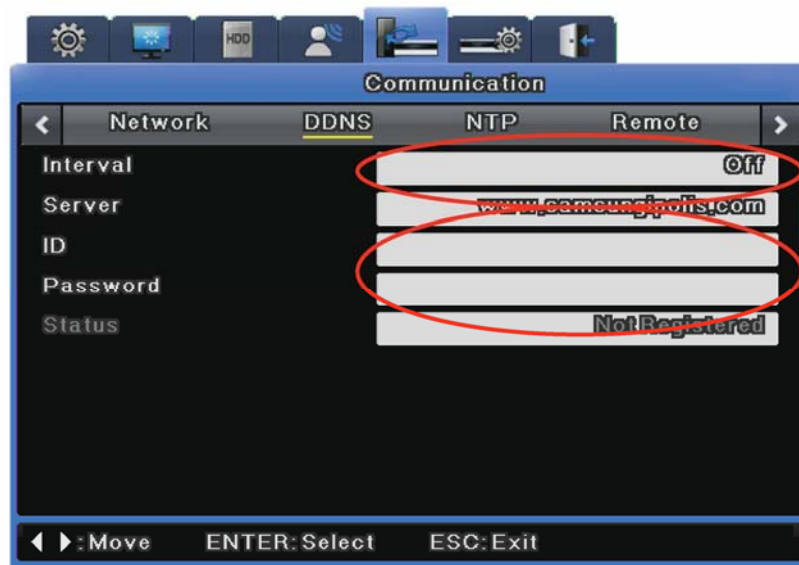 HDD
Communication
< Network DDNS NTP Remote >
Interval Off
Server www.samsungipolis.com
ID
Password
Status Not Registered
◀ ▶:Move ENTER:Select ESC:Exit